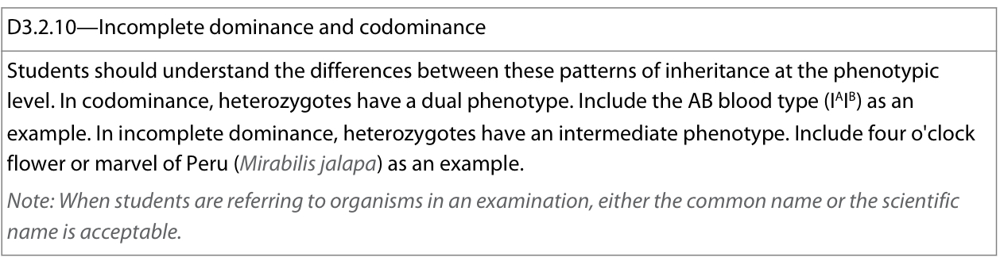 D3.2.10—Incomplete dominance and codominance
Students should understand the differences between these patterns of inheritance at the phenotypic
level. In codominance, heterozygotes have a dual phenotype. Include the AB blood type (IᴬIᴮ) as an
example. In incomplete dominance, heterozygotes have an intermediate phenotype. Include four o'clock
flower or marvel of Peru (Mirabilis jalapa) as an example.
Note: When students are referring to organisms in an examination, either the common name or the scientific
name is acceptable.